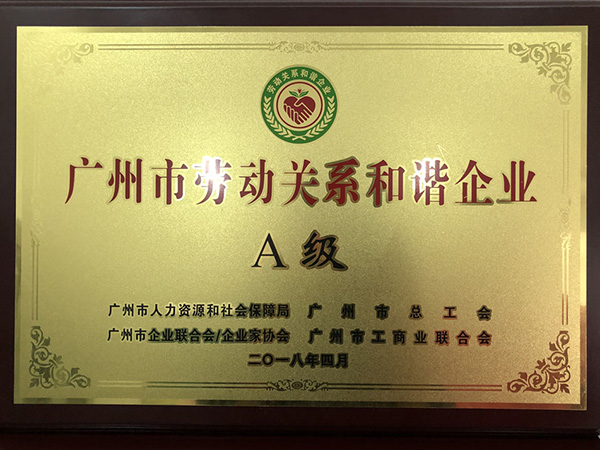 劳动关系和谐企业
广州市劳动关系和谐企业
A级
广州市人力资源和社会保障局 广州市总工会
广州市企业联合会/企业家协会 广州市工商业联合会
二〇一八年四月